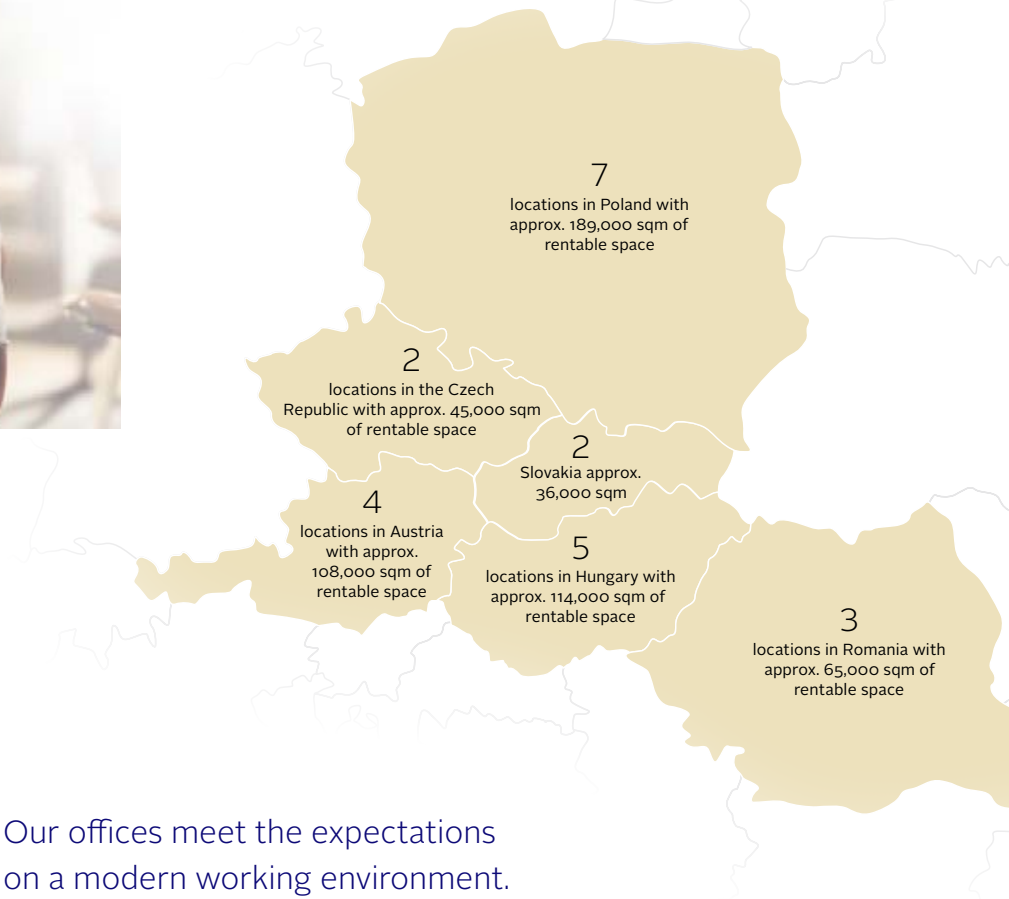 7
locations in Poland with
approx. 189,000 sqm of
rentable space
2
locations in the Czech
Republic with approx. 45,000 sqm
of rentable space
2
Slovakia approx.
36,000 sqm
4
locations in Austria
with approx.
108,000 sqm of
rentable space
5
locations in Hungary with
approx. 114,000 sqm of
rentable space
3
locations in Romania with
approx. 65,000 sqm of
rentable space
Our offices meet the expectations
on a modern working environment.